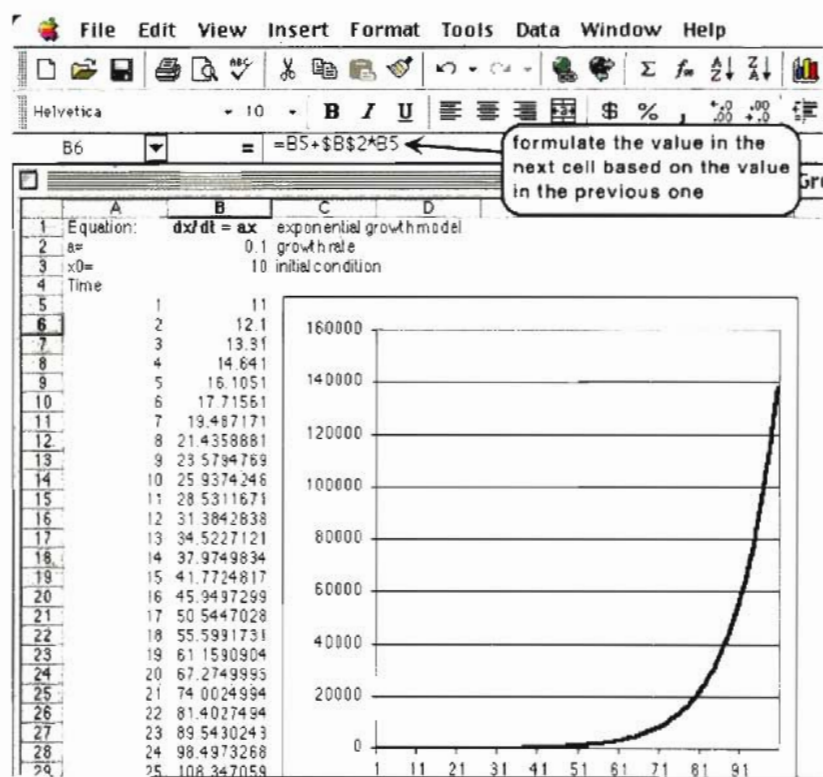 File Edit View Insert Format Tools Data Window Help
Helvetica 10 B I U $ % ,
B6 = =B5+$B$2*B5
formulate the value in the
next cell based on the value
in the previous one
A B C D
1 Equation: dx/dt = ax exponential growth model
2 a= 0.1 growth rate
3 x0= 10 initial condition
4 Time
5 1 11
6 2 12.1
7 3 13.31
8 4 14.641
9 5 16.1051
10 6 17.71561
11 7 19.487171
12 8 21.4358881
13 9 23.5794769
14 10 25.9374246
15 11 28.5311671
16 12 31.3842838
17 13 34.5227121
18 14 37.9749834
19 15 41.7724817
20 16 45.9497299
21 17 50.5447028
22 18 55.5991731
23 19 61.1590904
24 20 67.2749995
25 21 74.0024994
26 22 81.4027494
27 23 89.5430243
28 24 98.4973268
29 25 108.347059
160000
140000
120000
100000
80000
60000
40000
20000
0
1 11 21 31 41 51 61 71 81 91